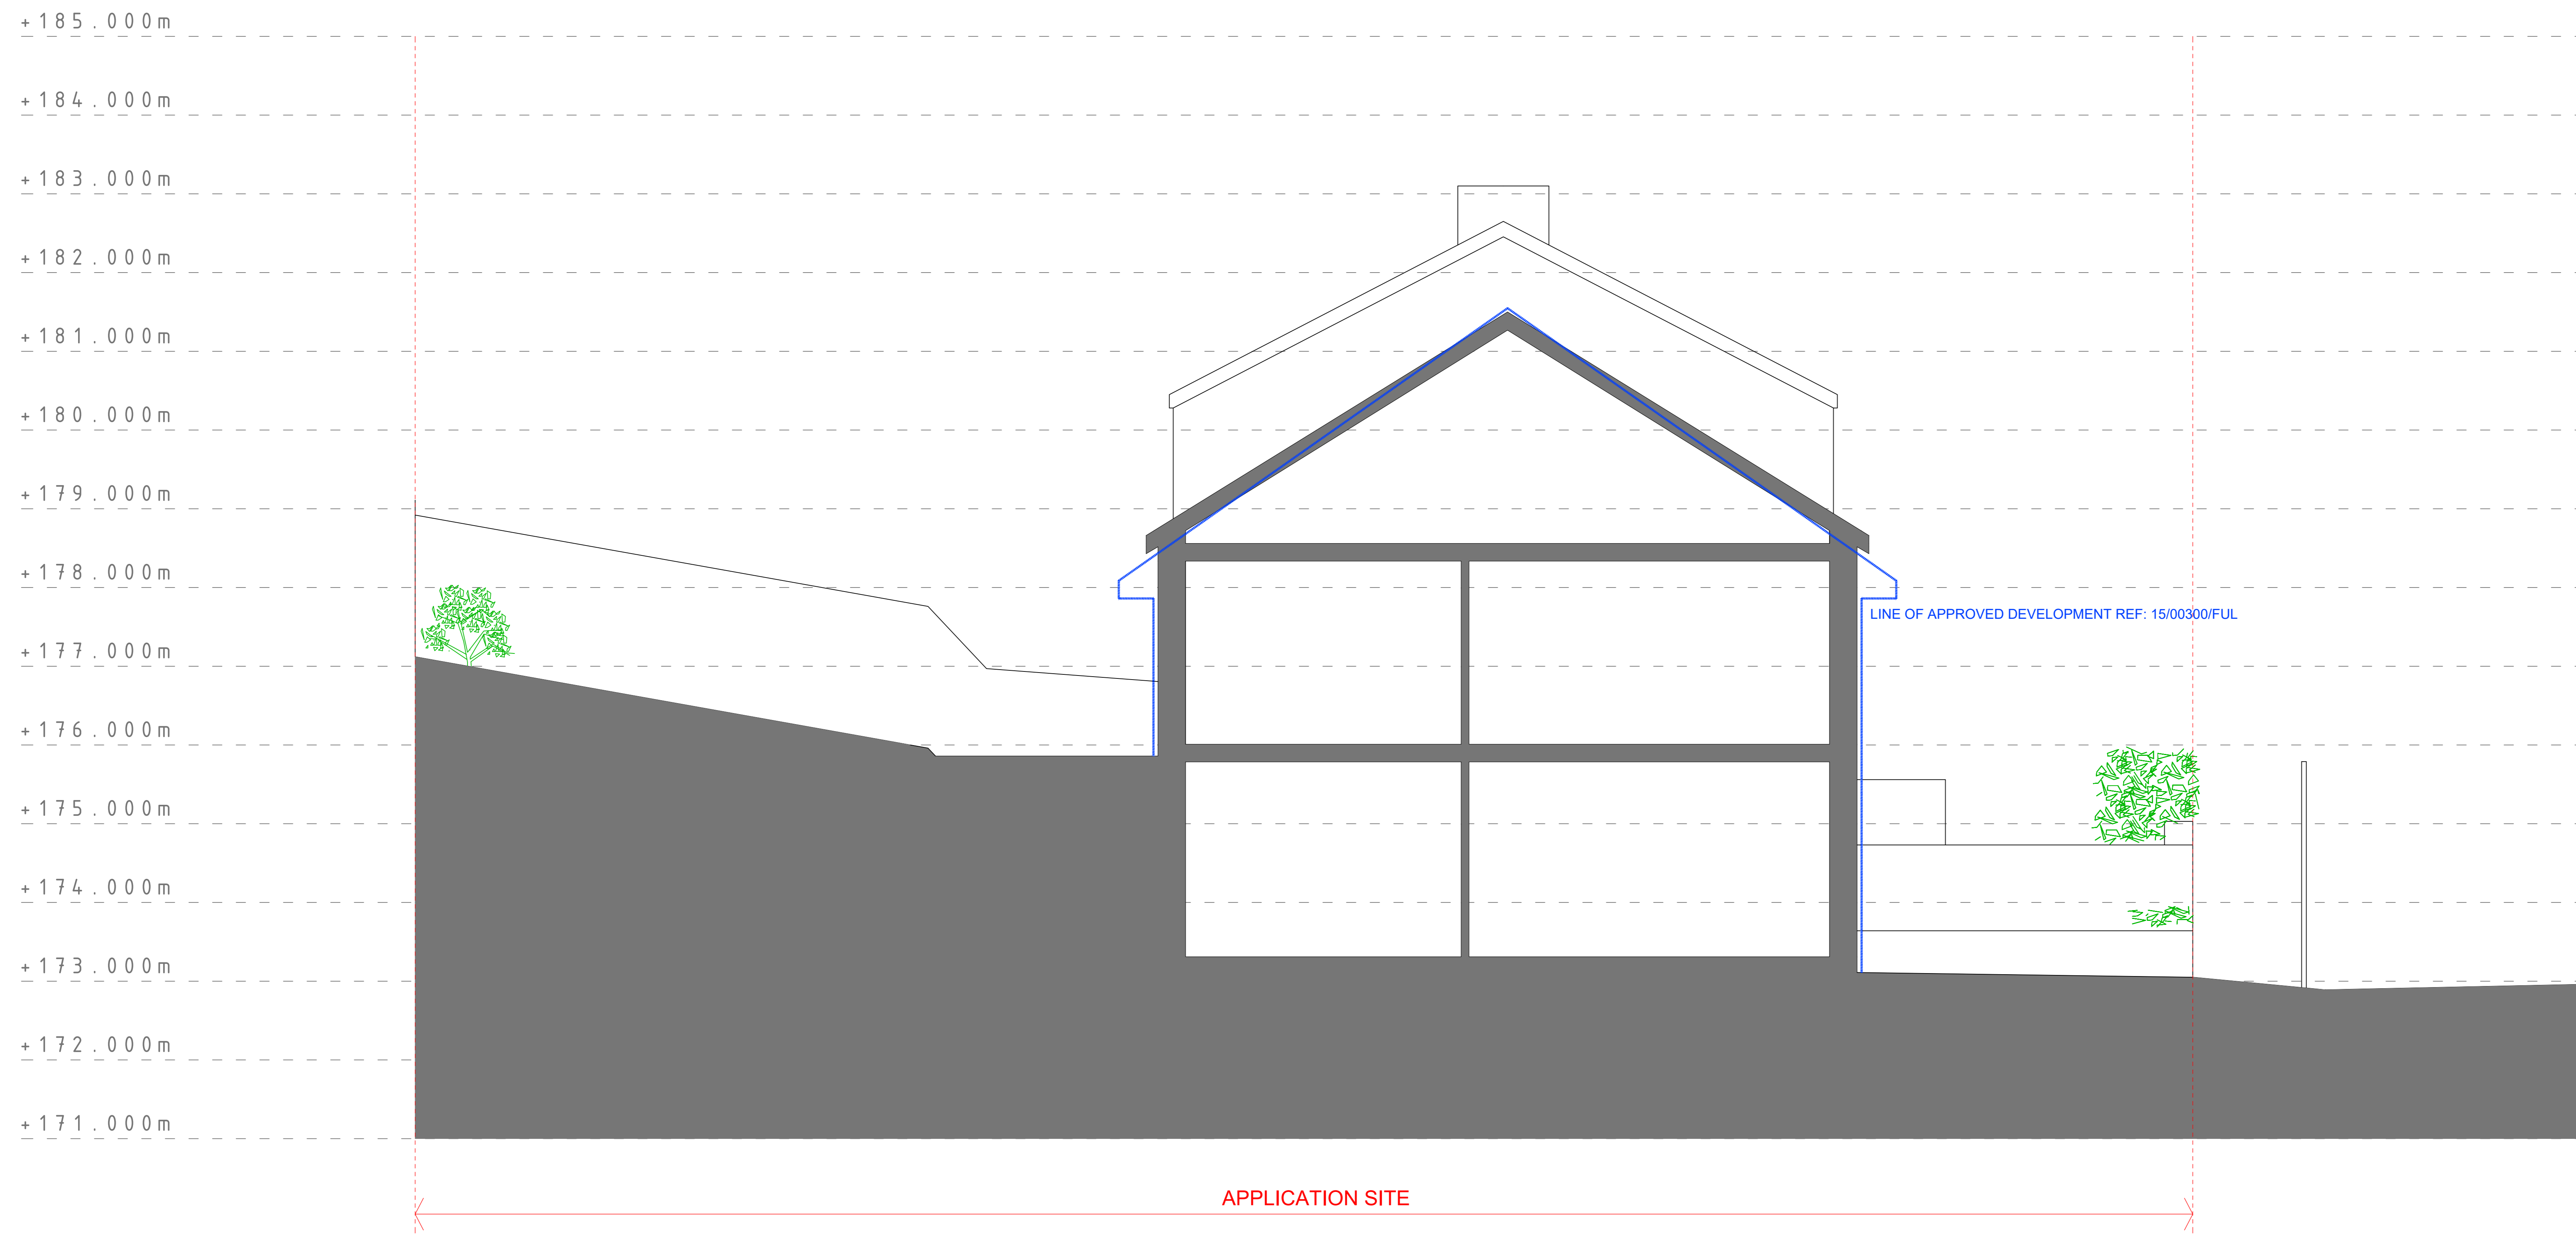 +185.000m
+184.000m
+183.000m
+182.000m
+181.000m
+180.000m
+179.000m
+178.000m
LINE OF APPROVED DEVELOPMENT REF: 15/00300/FUL
+177.000m
+176.000m
+175.000m
+174.000m
+173.000m
+172.000m
+171.000m
APPLICATION SITE